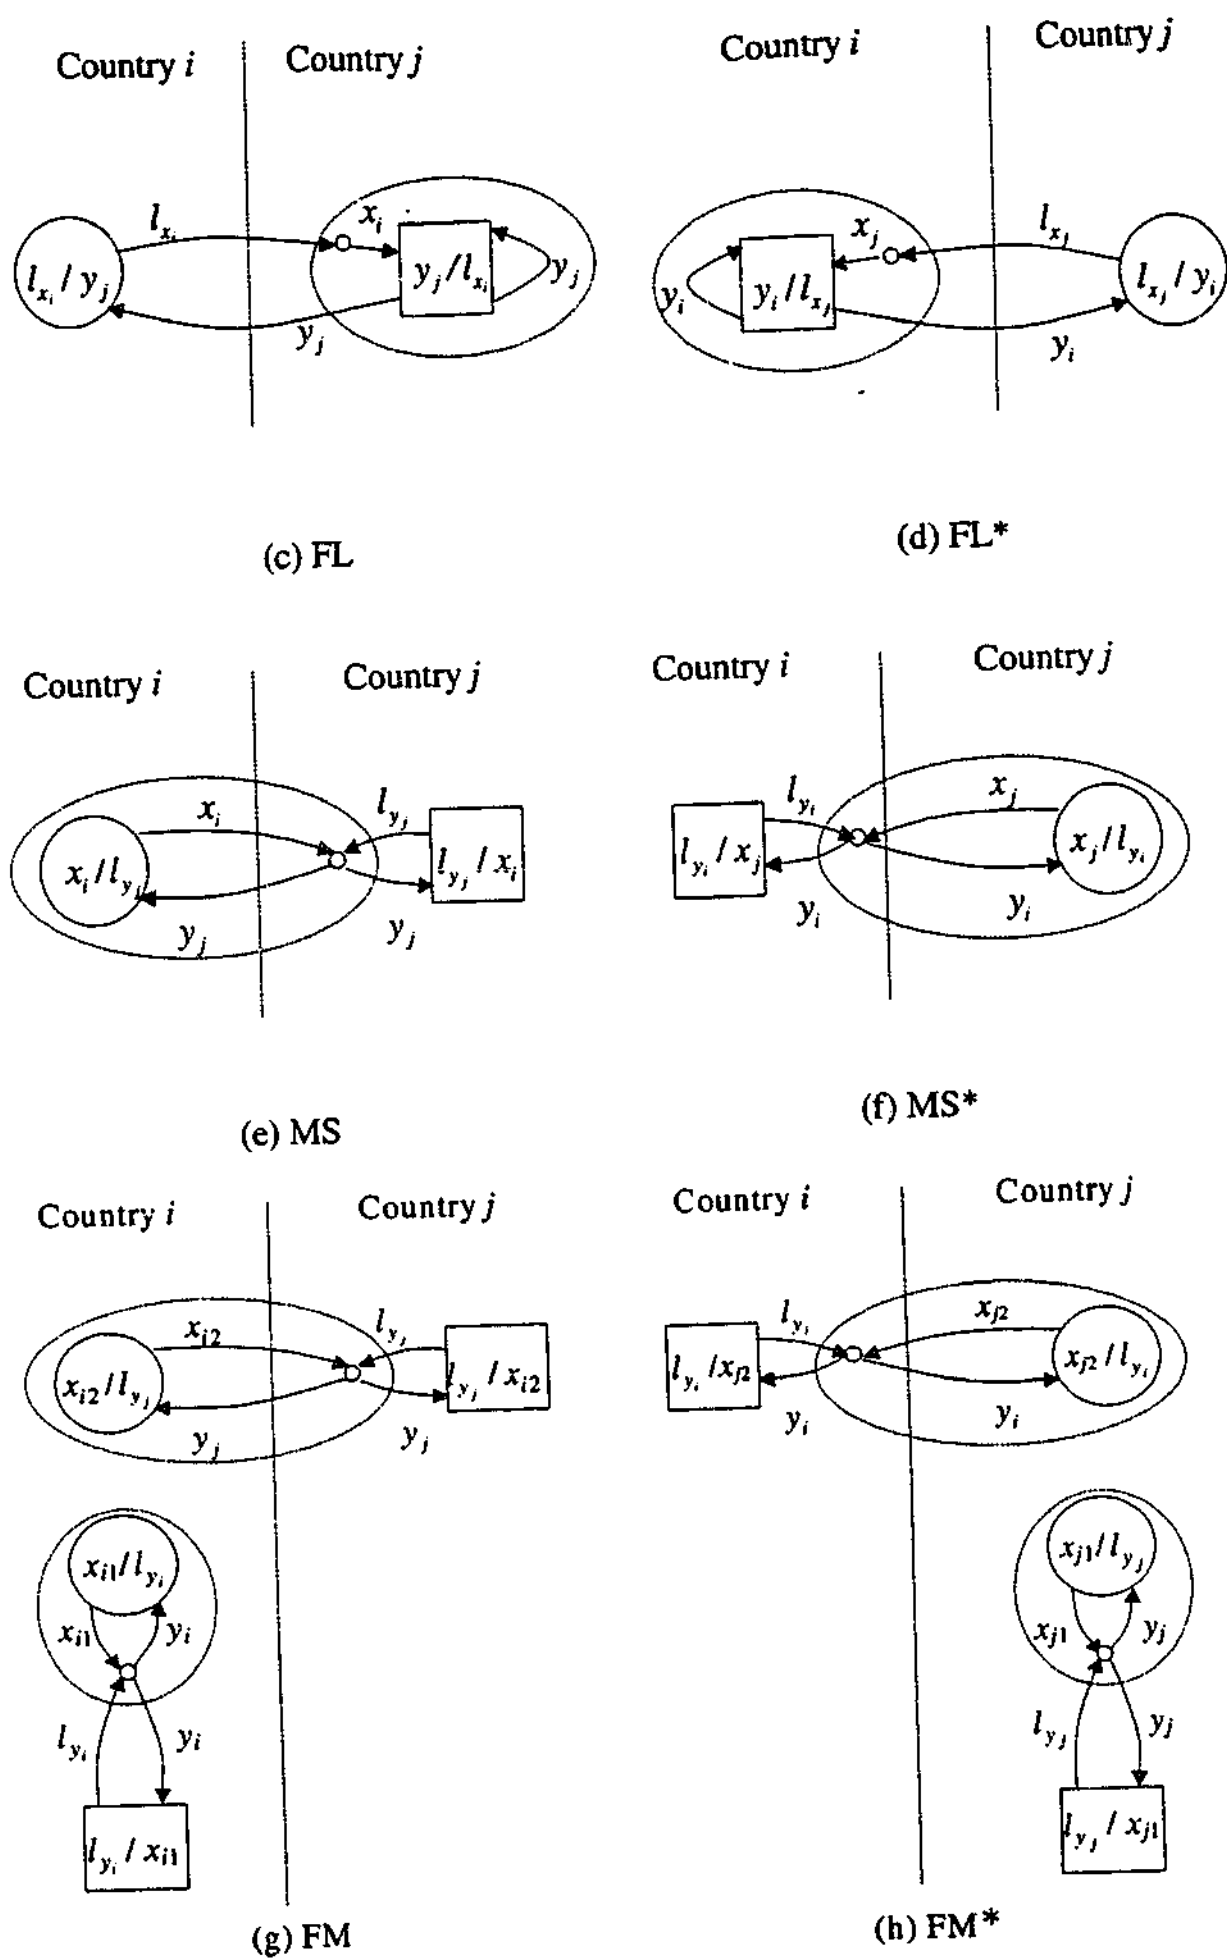 Country i
Country j
l_{x_i}
x_i
l_{x_i} / y_j
y_j / l_{x_i}
y_j
y_j
(c) FL
Country i
Country j
l_{x_j}
x_j
y_i
y_i / l_{x_j}
l_{x_j} / y_i
y_i
(d) FL*
Country i
Country j
x_i
l_{y_j}
x_i / l_{y_j}
l_{y_j} / x_i
y_j
y_j
(e) MS
Country i
Country j
l_{y_i}
x_j
l_{y_i} / x_j
x_j / l_{y_i}
y_i
y_i
(f) MS*
Country i
Country j
x_{i2}
l_{y_j}
x_{i2} / l_{y_j}
l_{y_j} / x_{i2}
y_j
y_j
x_{i1} / l_{y_i}
x_{i1}
y_i
l_{y_i}
y_i
l_{y_i} / x_{i1}
(g) FM
Country i
Country j
l_{y_i}
x_{j2}
l_{y_i} / x_{j2}
x_{j2} / l_{y_i}
y_i
y_i
x_{j1} / l_{y_j}
x_{j1}
y_j
l_{y_j}
y_j
l_{y_j} / x_{j1}
(h) FM*